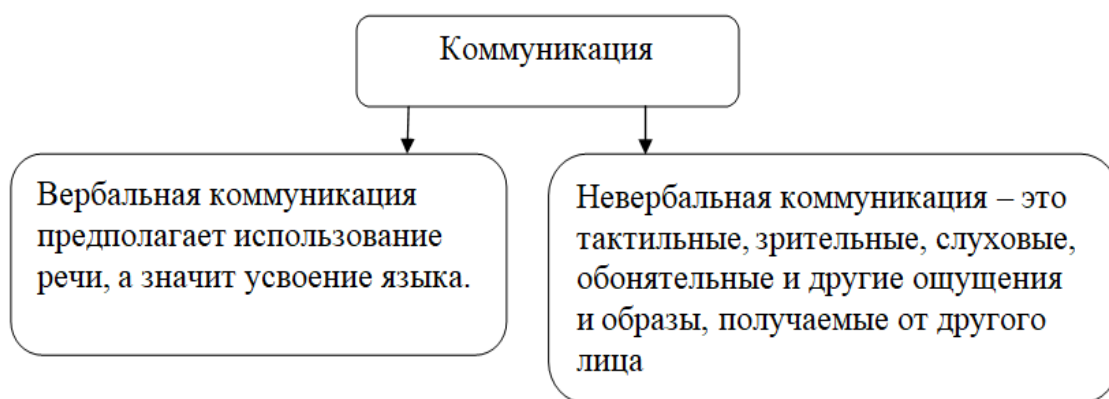 Коммуникация
Вербальная коммуникация
предполагает использование
речи, а значит усвоение языка.
Невербальная коммуникация – это
тактильные, зрительные, слуховые,
обонятельные и другие ощущения
и образы, получаемые от другого
лица